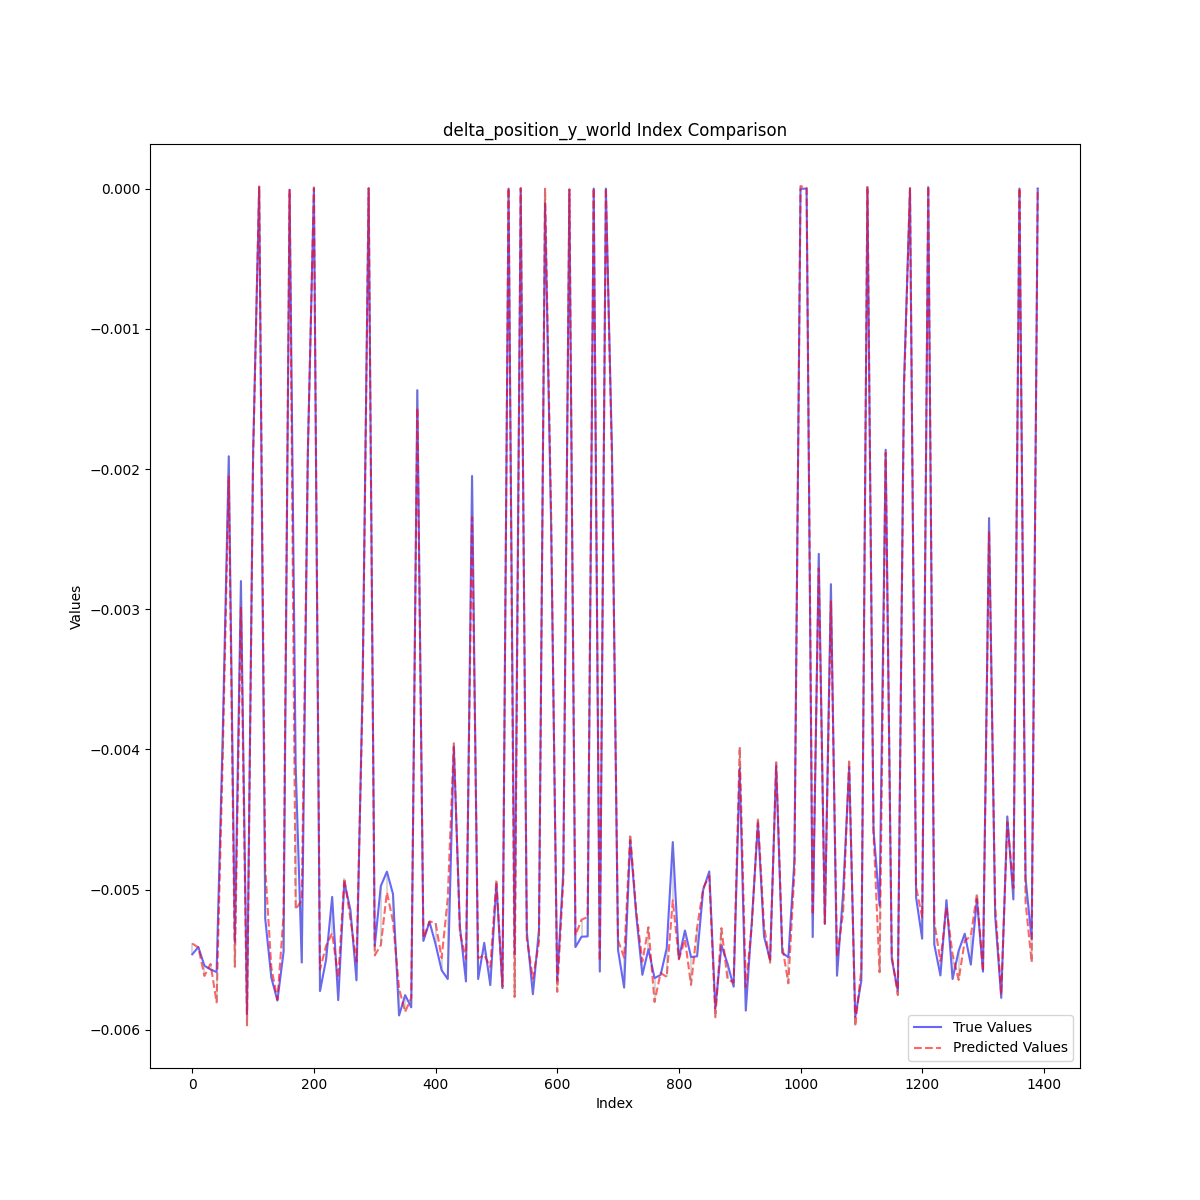 delta_position_y_world Index Comparison
0.000
−0.001
−0.002
−0.003
−0.004
−0.005
−0.006
Values
0 200 400 600 800 1000 1200 1400
Index
True Values
Predicted Values